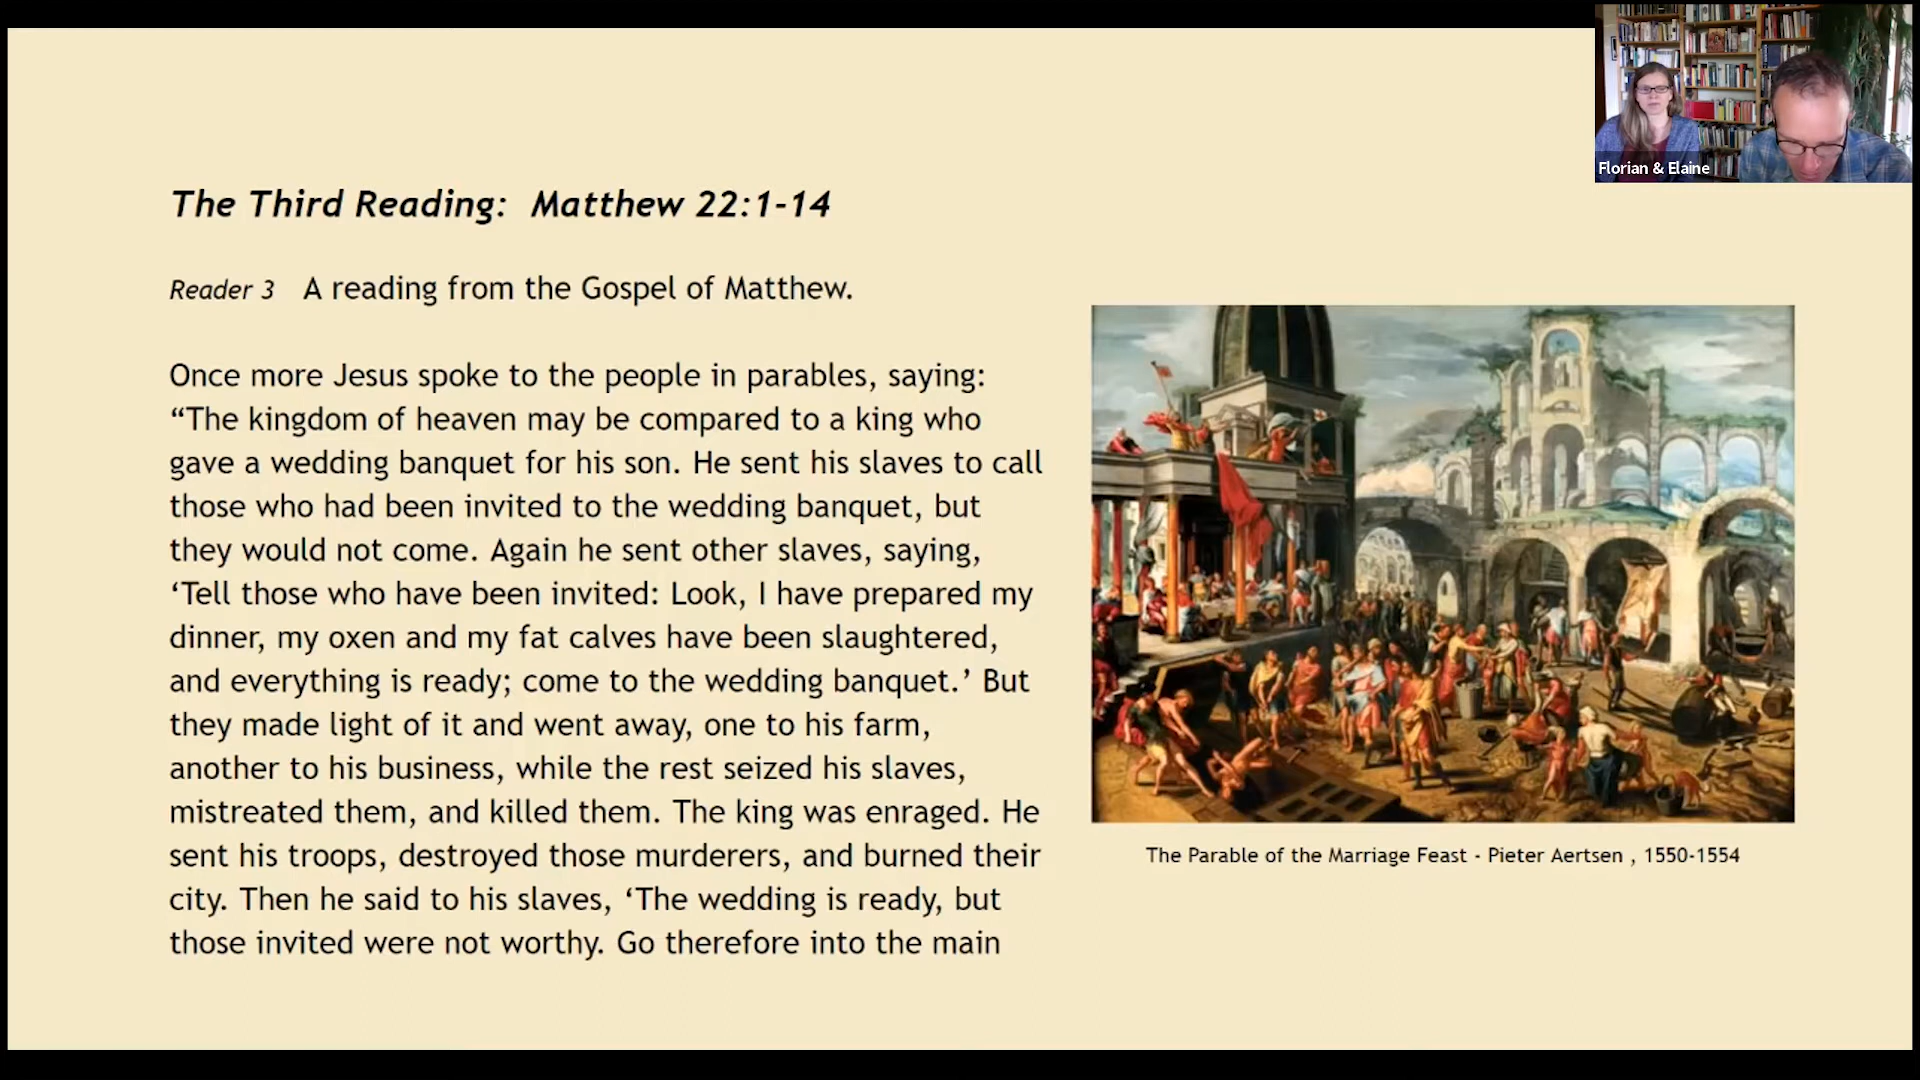 Florian & Elaine
The Third Reading: Matthew 22:1-14
Reader 3 A reading from the Gospel of Matthew.
Once more Jesus spoke to the people in parables, saying:
“The kingdom of heaven may be compared to a king who
gave a wedding banquet for his son. He sent his slaves to call
those who had been invited to the wedding banquet, but
they would not come. Again he sent other slaves, saying,
‘Tell those who have been invited: Look, I have prepared my
dinner, my oxen and my fat calves have been slaughtered,
and everything is ready; come to the wedding banquet.’ But
they made light of it and went away, one to his farm,
another to his business, while the rest seized his slaves,
mistreated them, and killed them. The king was enraged. He
sent his troops, destroyed those murderers, and burned their
city. Then he said to his slaves, ‘The wedding is ready, but
those invited were not worthy. Go therefore into the main
The Parable of the Marriage Feast - Pieter Aertsen , 1550-1554